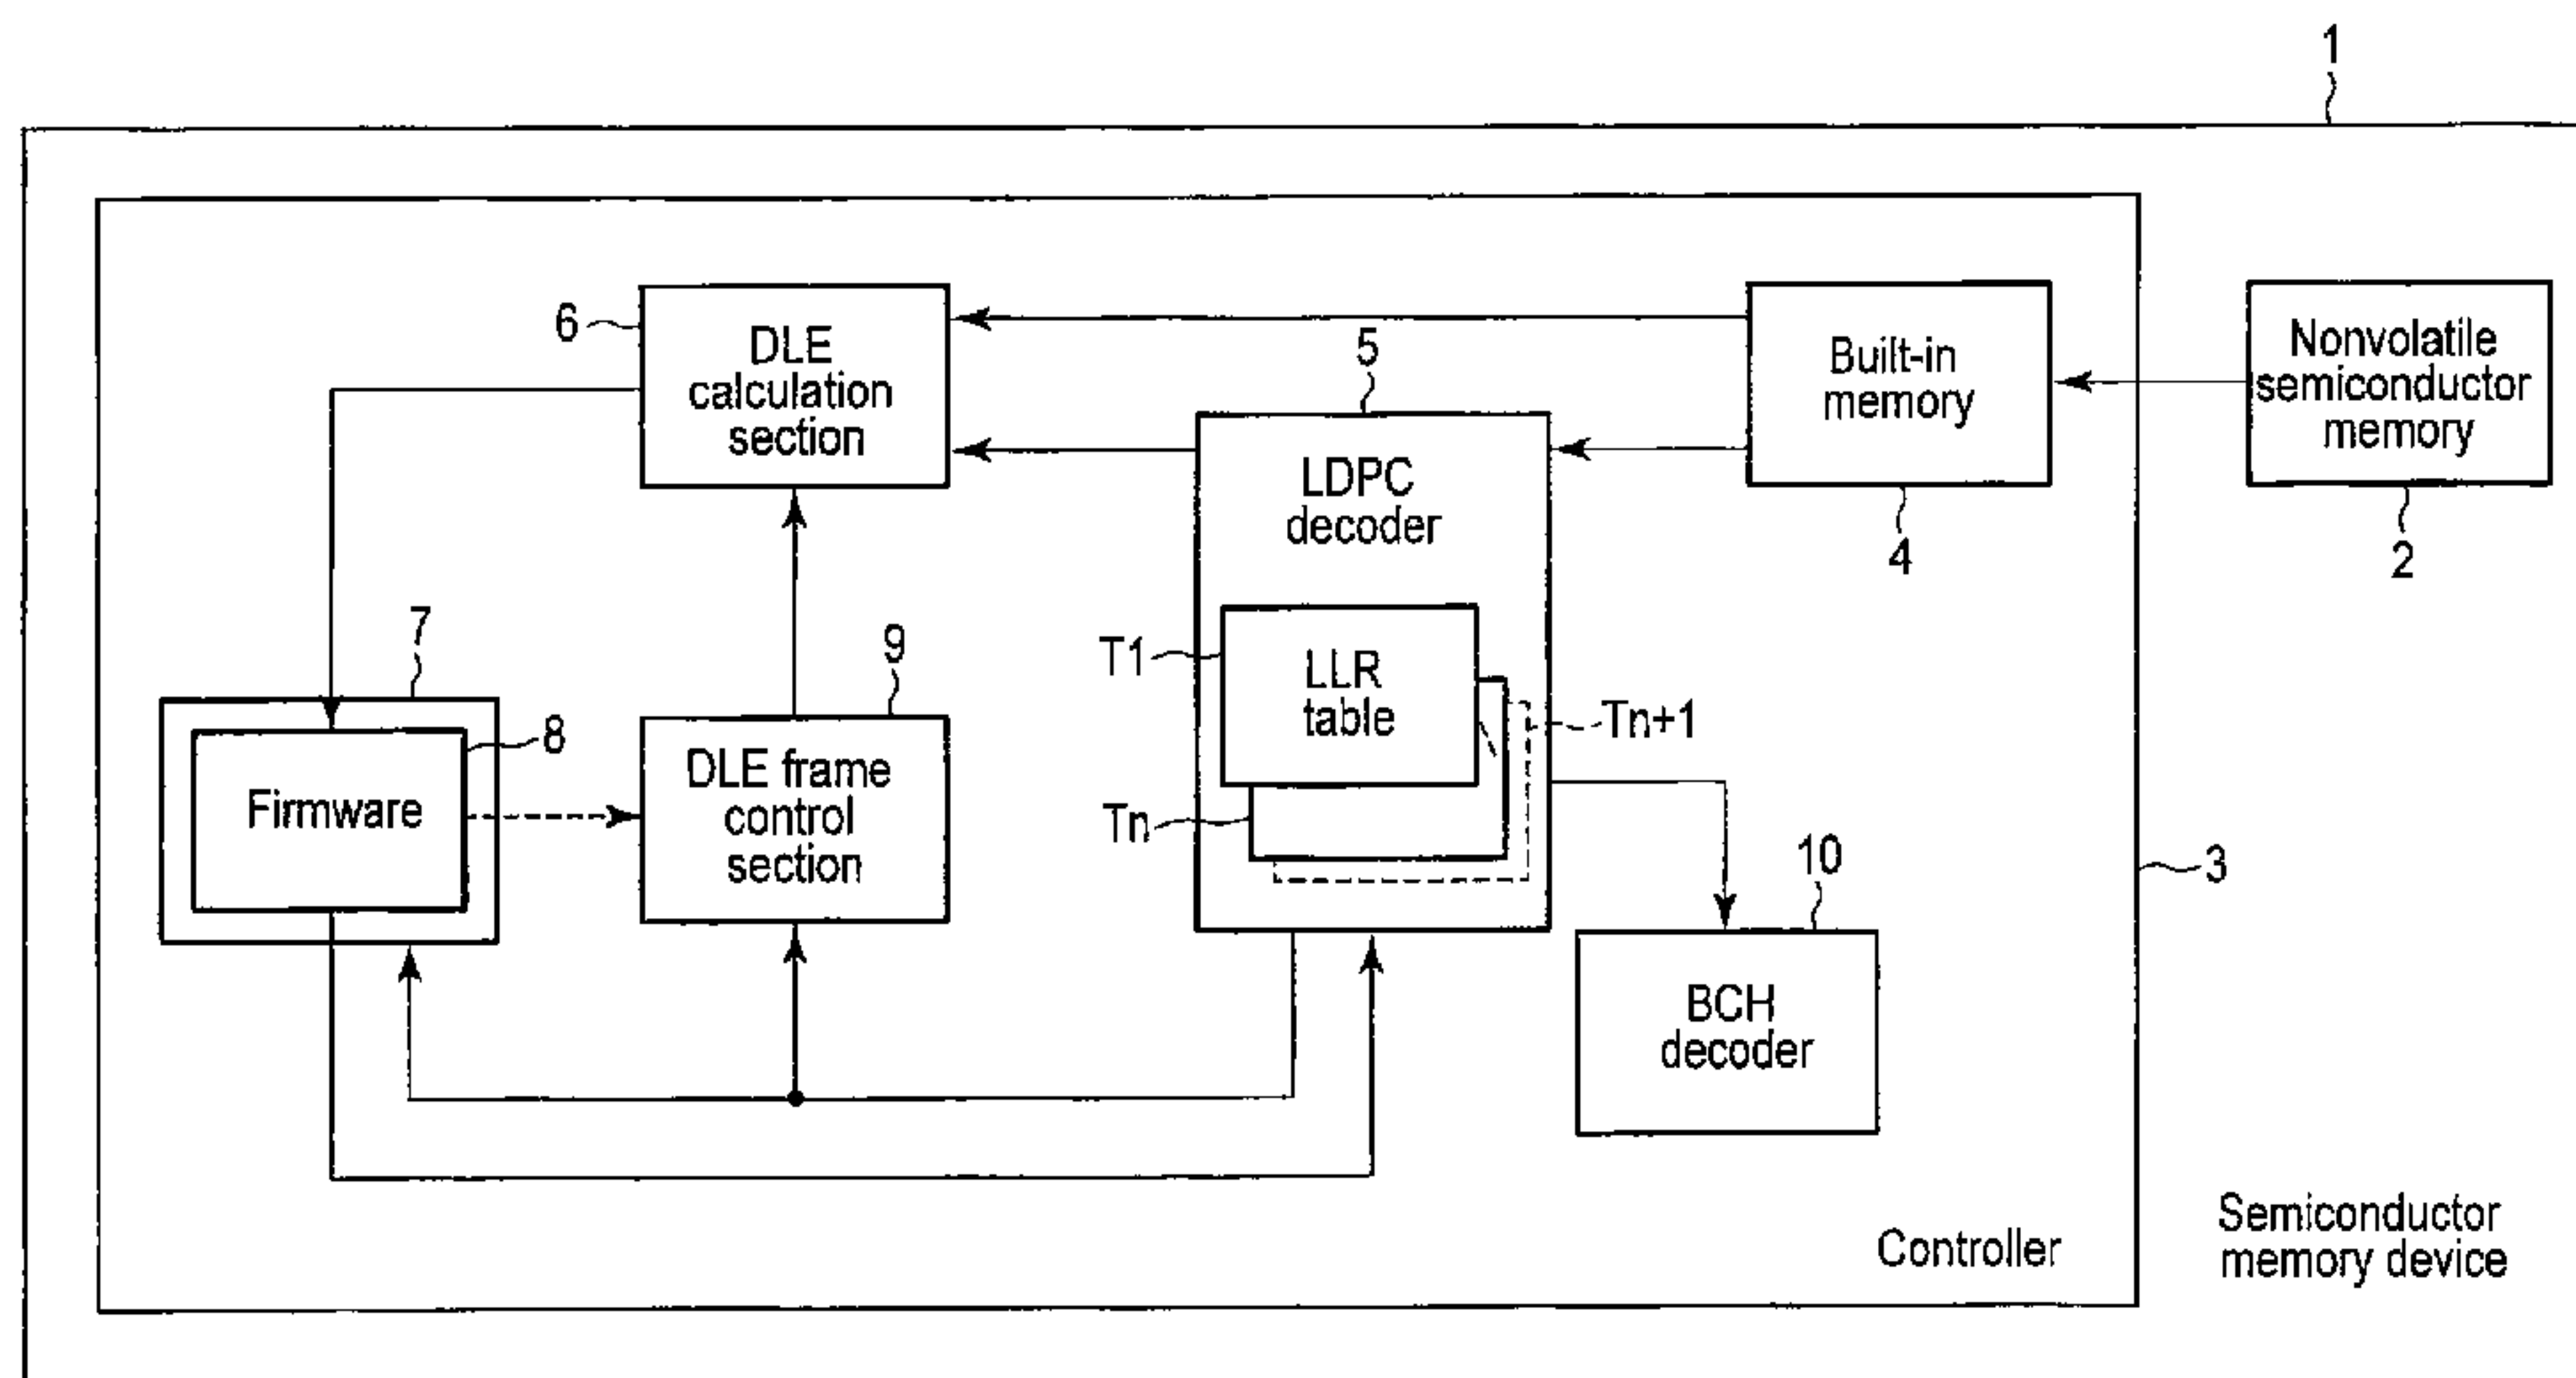 1
6
DLE
calculation
section
5
LDPC
decoder
Built-in
memory
4
Nonvolatile
semiconductor
memory
2
7
8
Firmware
9
DLE frame
control
section
T1
LLR
table
Tn+1
Tn
10
BCH
decoder
3
Controller
Semiconductor
memory device